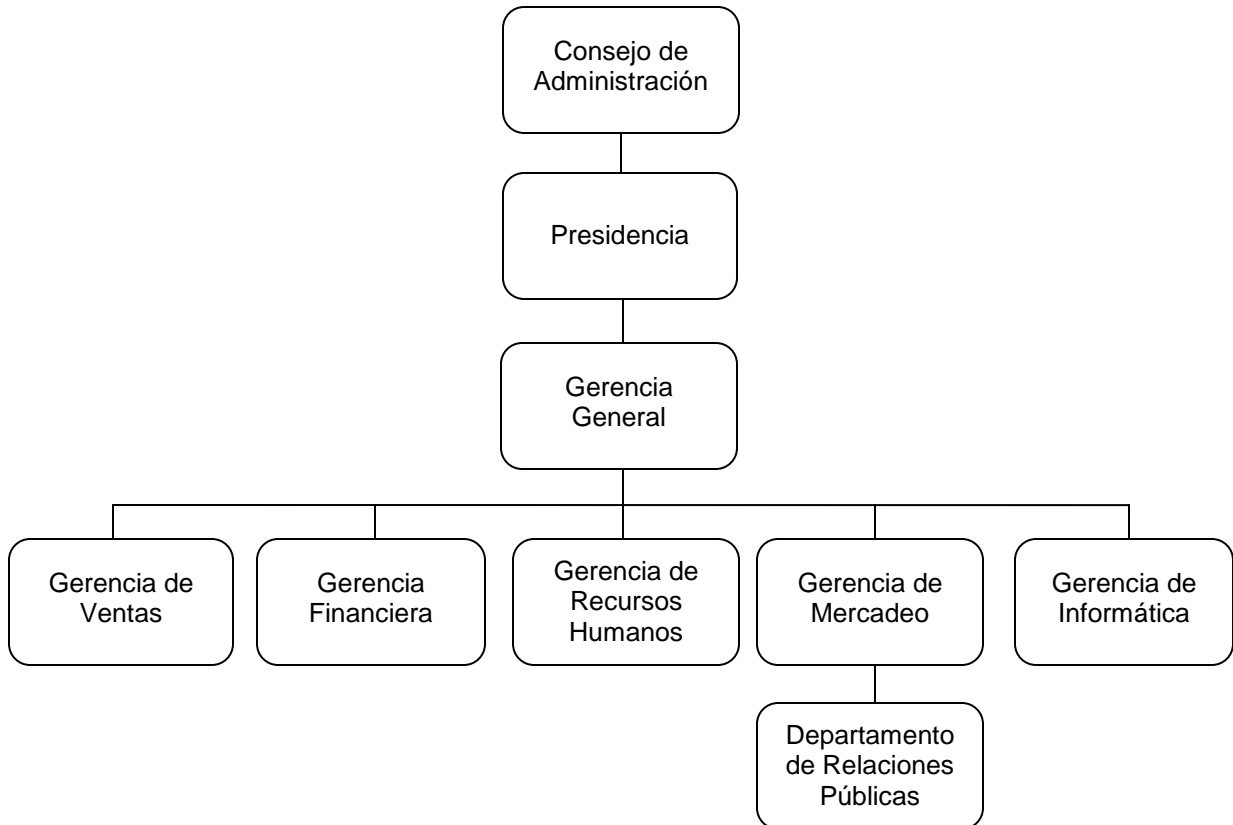 Consejo de
Administración
Presidencia
Gerencia
General
Gerencia de
Ventas
Gerencia
Financiera
Gerencia de
Recursos
Humanos
Gerencia de
Mercadeo
Gerencia de
Informática
Departamento
de Relaciones
Públicas